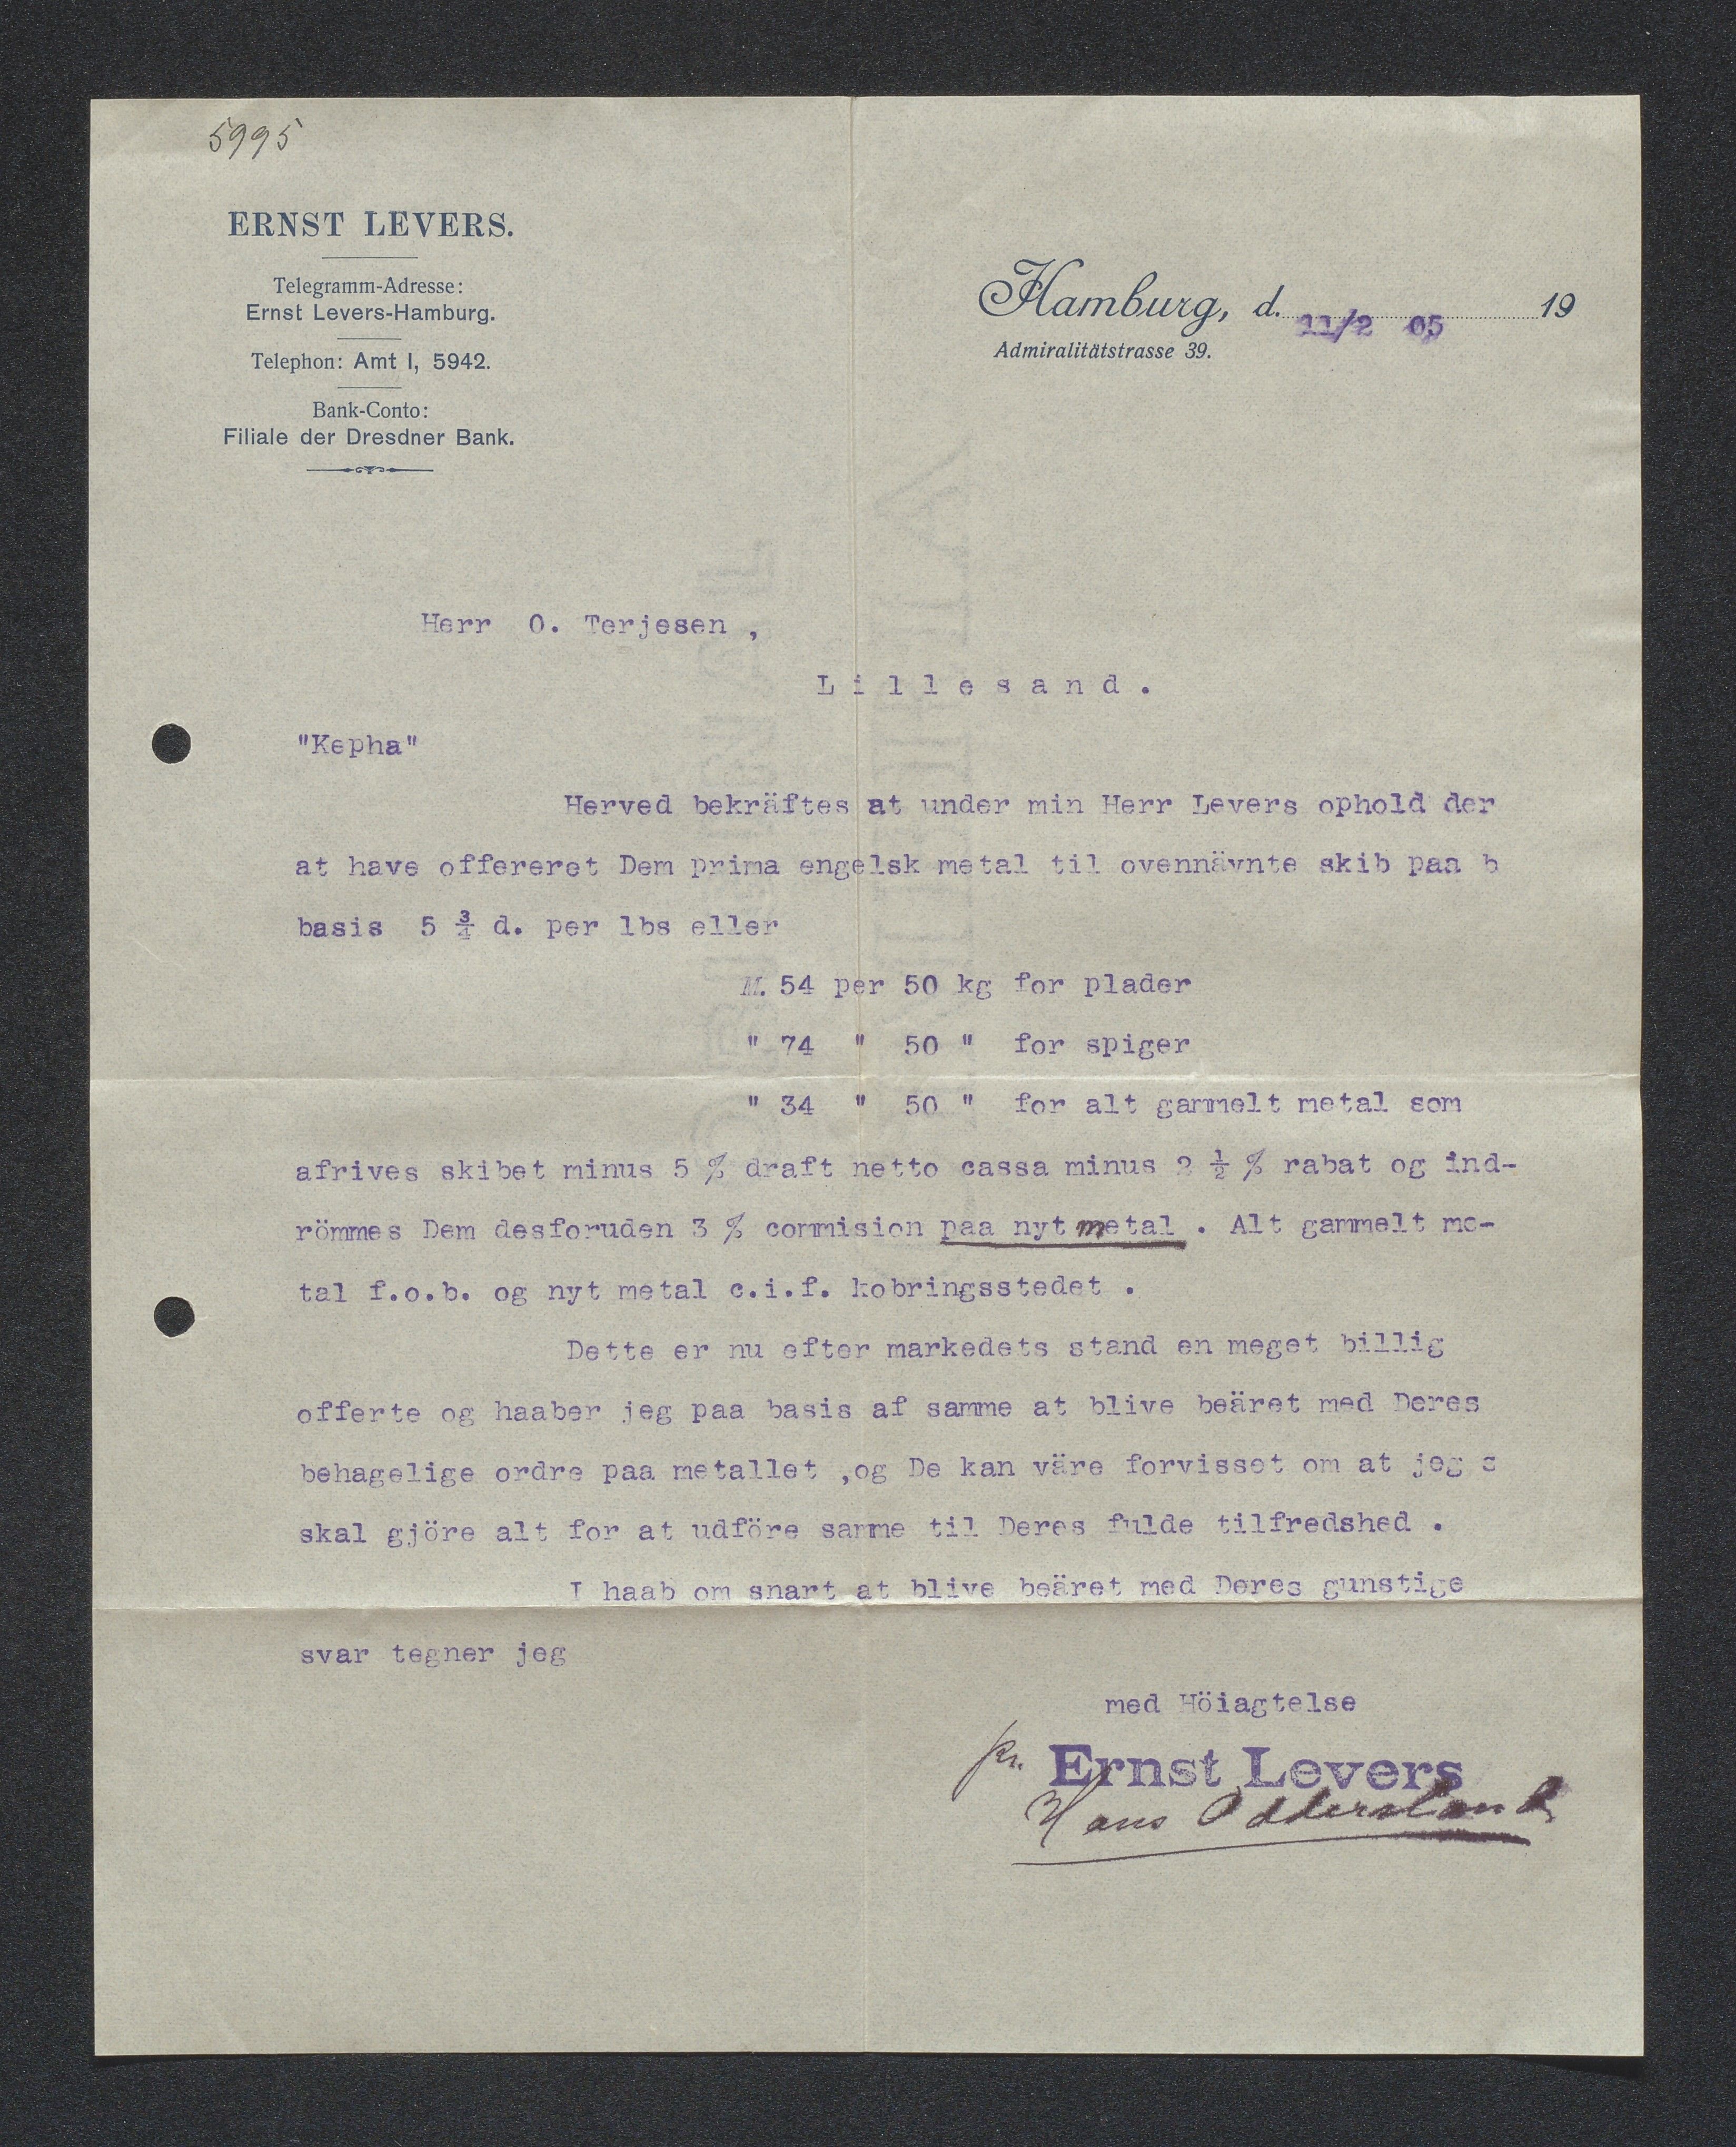 5995
ERNST LEVERS.
Telegramm-Adresse:
Ernst Levers-Hamburg.
Telephon: Amt I, 5942.
Bank-Conto:
Filiale der Dresdner Bank.
Hamburg, d. 11/2 05 19
Admiralitätstrasse 39.
Herr O. Terjesen ,
Lillesand.
"Kepha"
Herved bekräftes at under min Herr Levers ophold der
at have offereret Dem prima engelsk metal til ovennävnte skib paa b
basis 5 3/4 d. per lbs eller
M. 54 per 50 kg for plader
" 74 " 50 " for spiger
" 34 " 50 " for alt gammelt metal som
afrives skibet minus 5 % draft netto cassa minus 2 1/2 % rabat og ind-
römmes Dem desforuden 3 % commision paa nyt metal . Alt gammelt me-
tal f.o.b. og nyt metal c.i.f. kobringsstedet .
Dette er nu efter markedets stand en meget billig
offerte og haaber jeg paa basis af samme at blive beäret med Deres
behagelige ordre paa metallet ,og De kan väre forvisset om at jeg s
skal gjöre alt for at udföre samme til Deres fulde tilfredshed .
I haab om snart at blive beäret med Deres gunstige
svar tegner jeg
med Höiagtelse
pr. Ernst Levers
Hans Oddersland